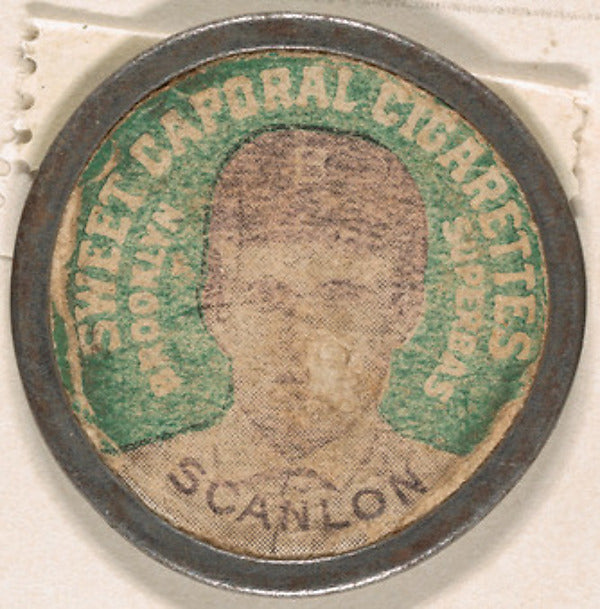 SWEET CAPORAL CIGARETTES
BROOKLYN
SUPERBAS
B
SCANLON